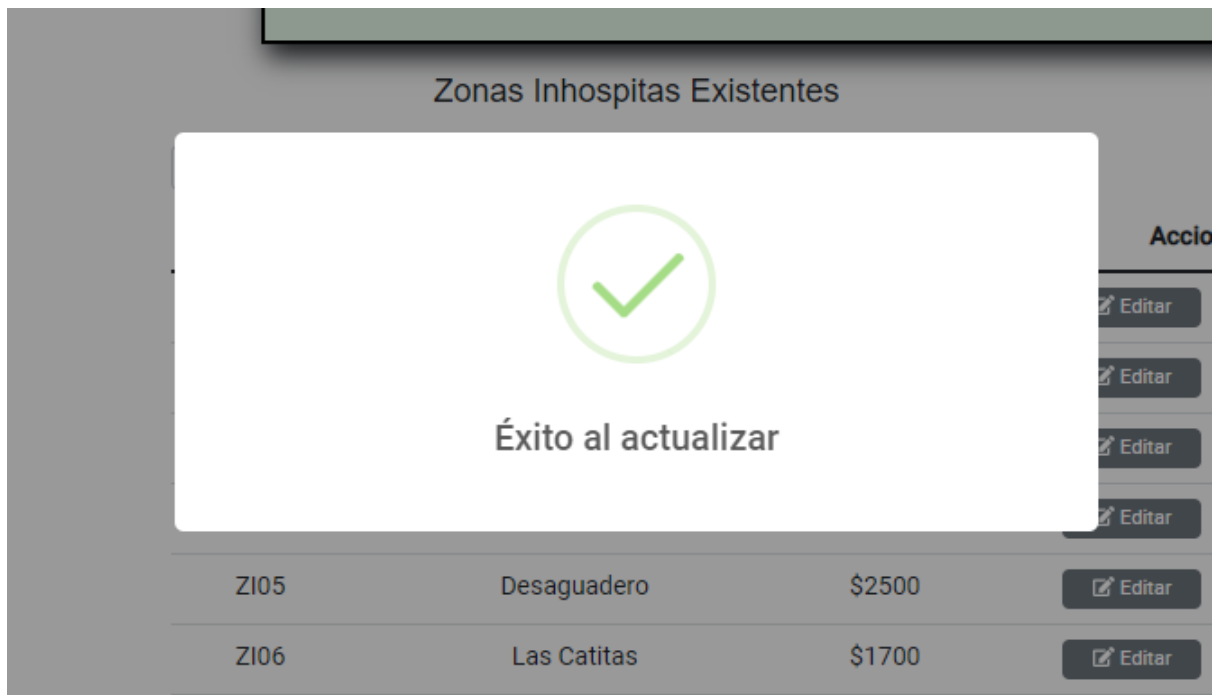 Zonas Inhospitas Existentes
Accio
Editar
Editar
Éxito al actualizar
Editar
Editar
ZI05 Desaguadero $2500 Editar
ZI06 Las Catitas $1700 Editar